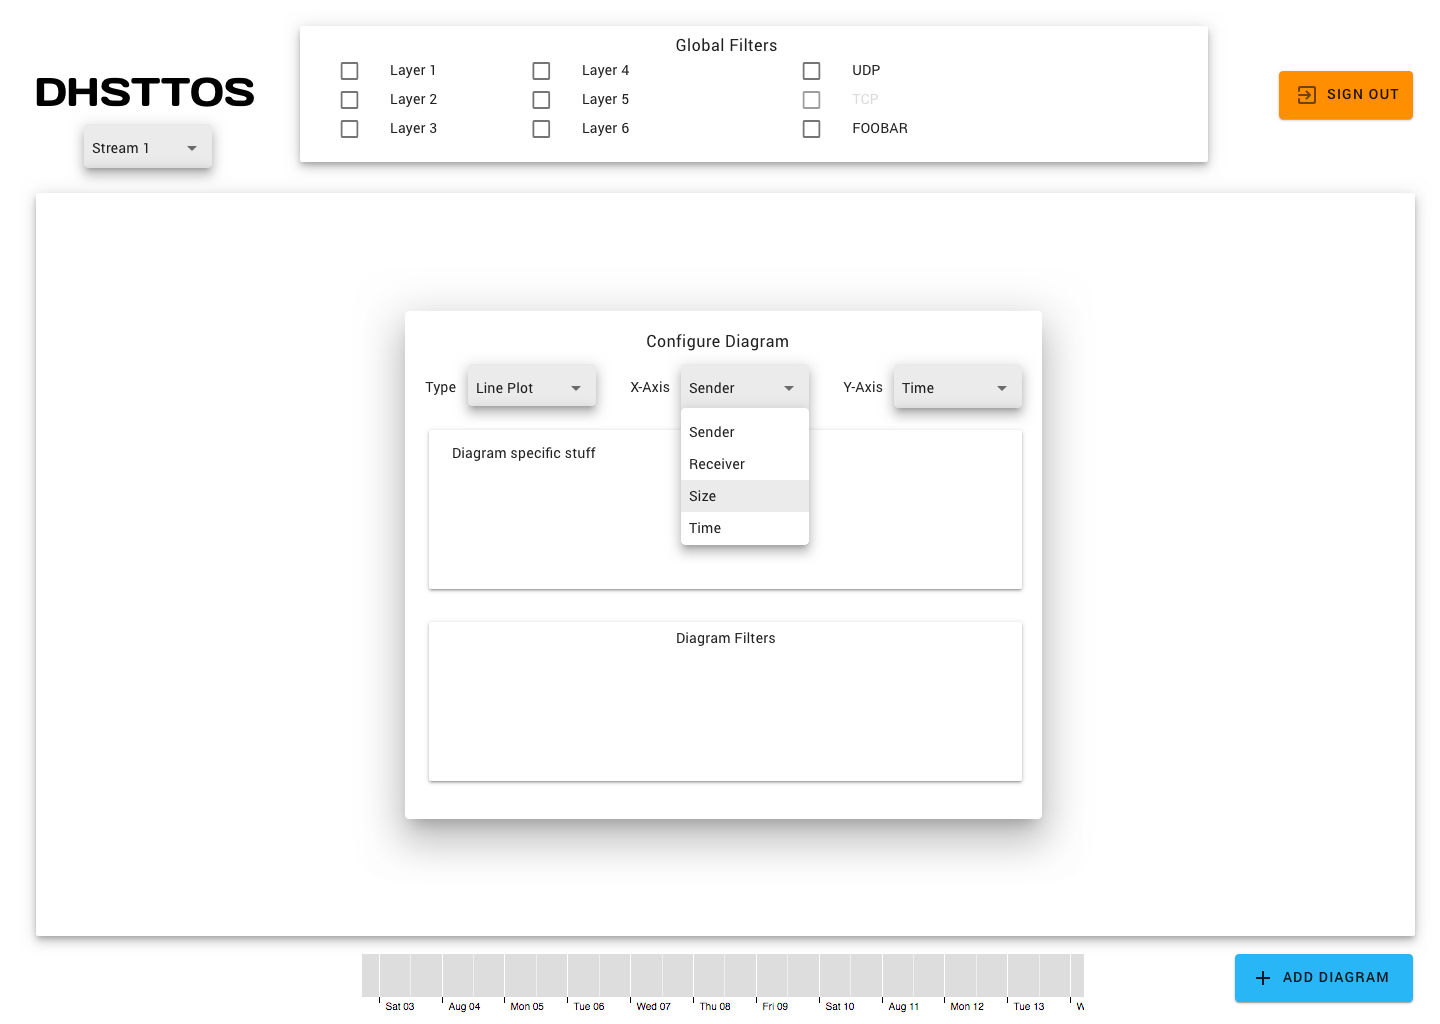 Global Filters
DHSTTOS
Layer 1 Layer 4 UDP
Layer 2 Layer 5 TCP
Layer 3 Layer 6 FOOBAR
SIGN OUT
Stream 1
Configure Diagram
Type Line Plot X-Axis Sender Y-Axis Time
Sender
Receiver
Size
Time
Diagram specific stuff
Diagram Filters
Sat 03 Aug 04 Mon 05 Tue 06 Wed 07 Thu 08 Fri 09 Sat 10 Aug 11 Mon 12 Tue 13
ADD DIAGRAM